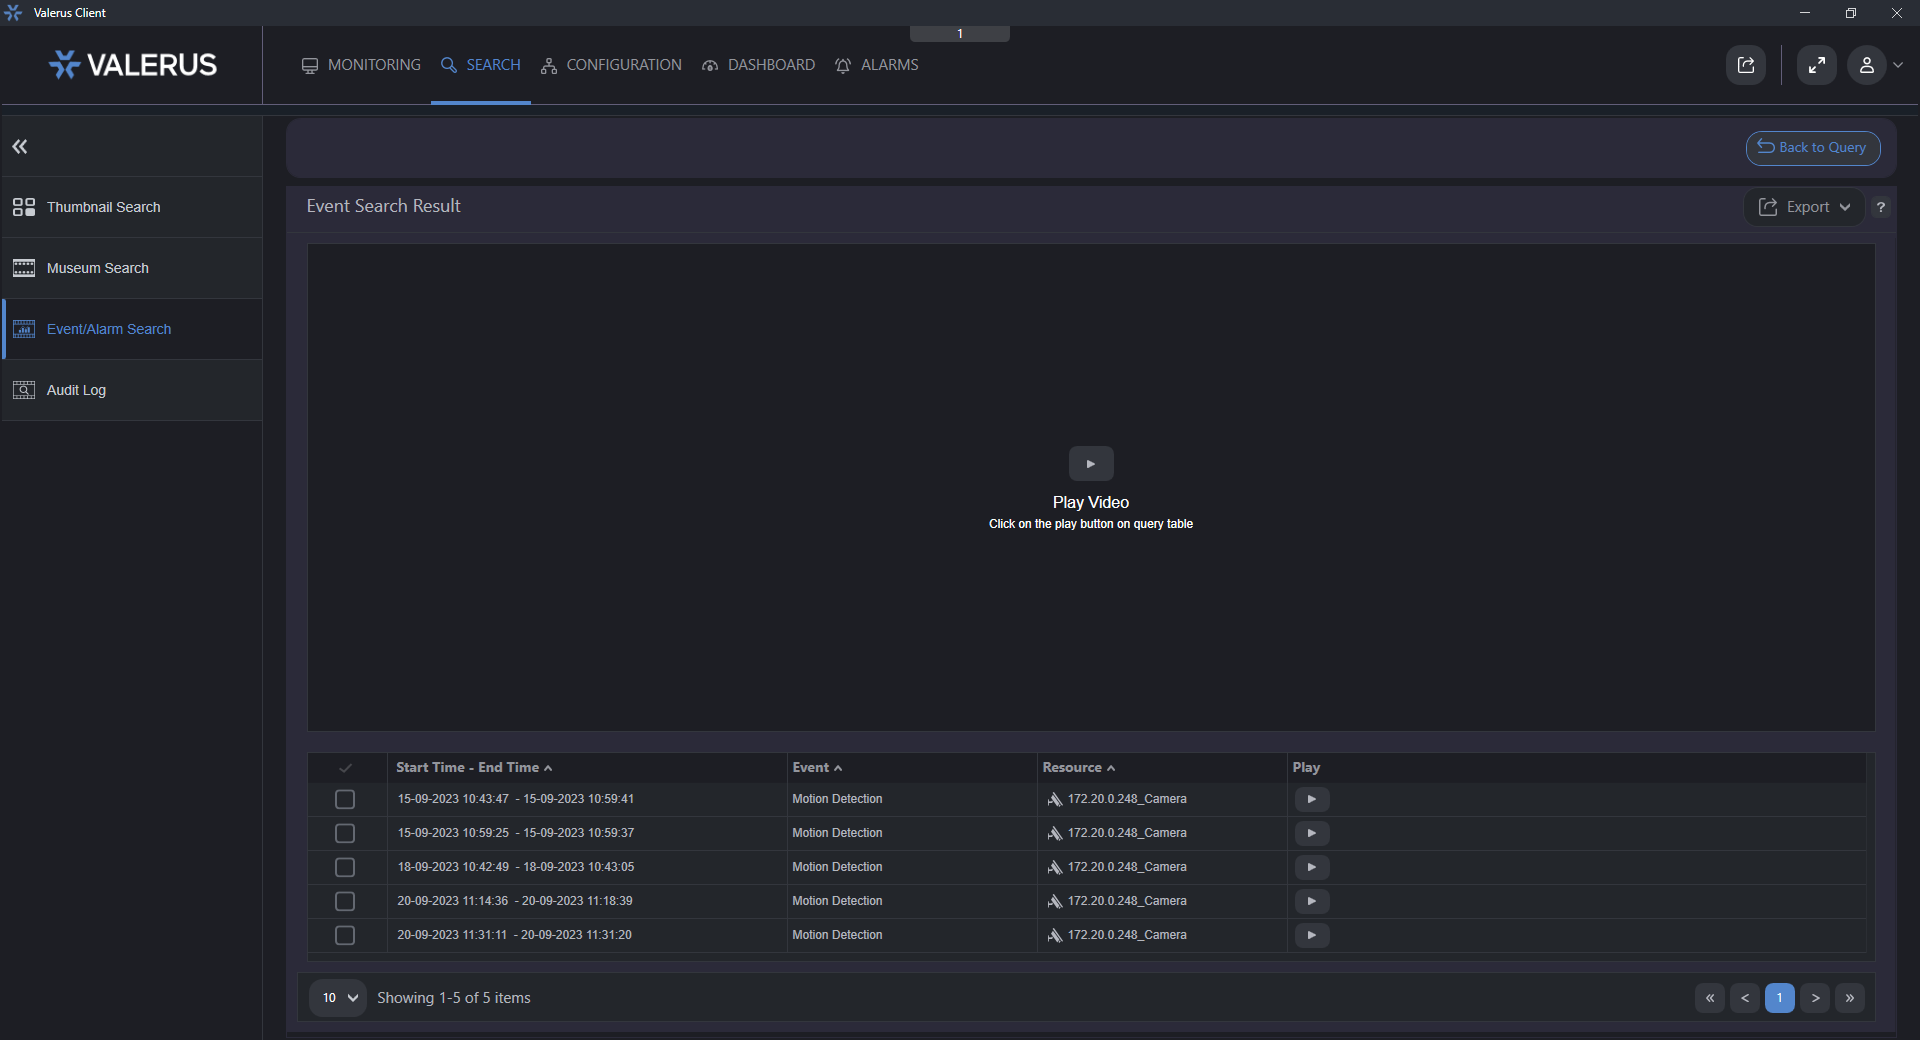 Valerus Client
1
VALERUS
MONITORING SEARCH CONFIGURATION DASHBOARD ALARMS
Back to Query
Thumbnail Search
Museum Search
Event/Alarm Search
Audit Log
Event Search Result
Export ?
Play Video
Click on the play button on query table
Start Time - End Time Event Resource Play
15-09-2023 10:43:47 - 15-09-2023 10:59:41 Motion Detection 172.20.0.248_Camera
15-09-2023 10:59:25 - 15-09-2023 10:59:37 Motion Detection 172.20.0.248_Camera
18-09-2023 10:42:49 - 18-09-2023 10:43:05 Motion Detection 172.20.0.248_Camera
20-09-2023 11:14:36 - 20-09-2023 11:18:39 Motion Detection 172.20.0.248_Camera
20-09-2023 11:31:11 - 20-09-2023 11:31:20 Motion Detection 172.20.0.248_Camera
10 Showing 1-5 of 5 items « < 1 > »